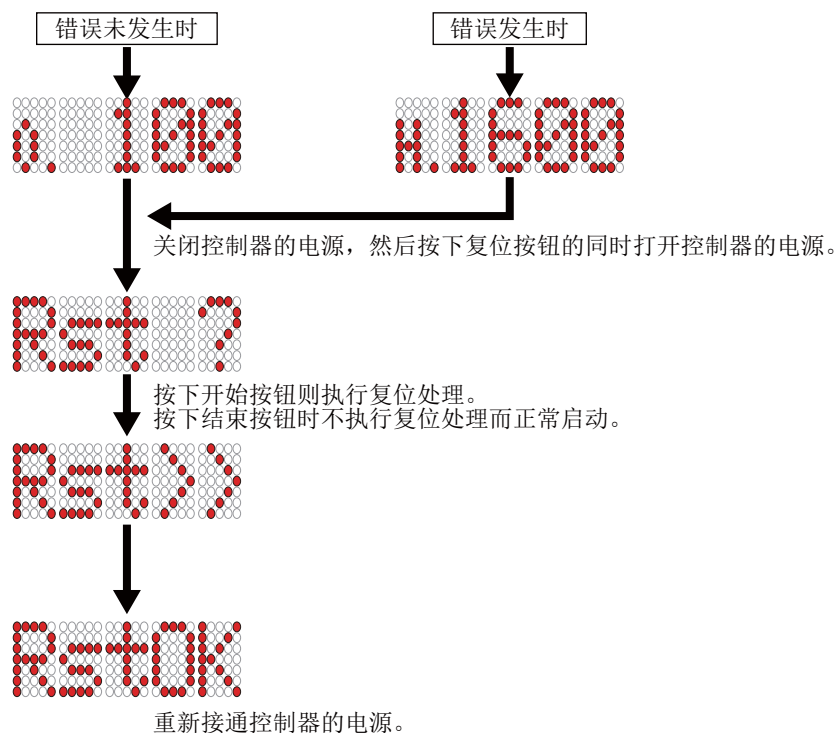 错误未发生时
错误发生时
o. 100
H.1600
关闭控制器的电源，然后按下复位按钮的同时打开控制器的电源。
Rst ?
按下开始按钮则执行复位处理。
按下结束按钮时不执行复位处理而正常启动。
Rst>>
RstOK
重新接通控制器的电源。